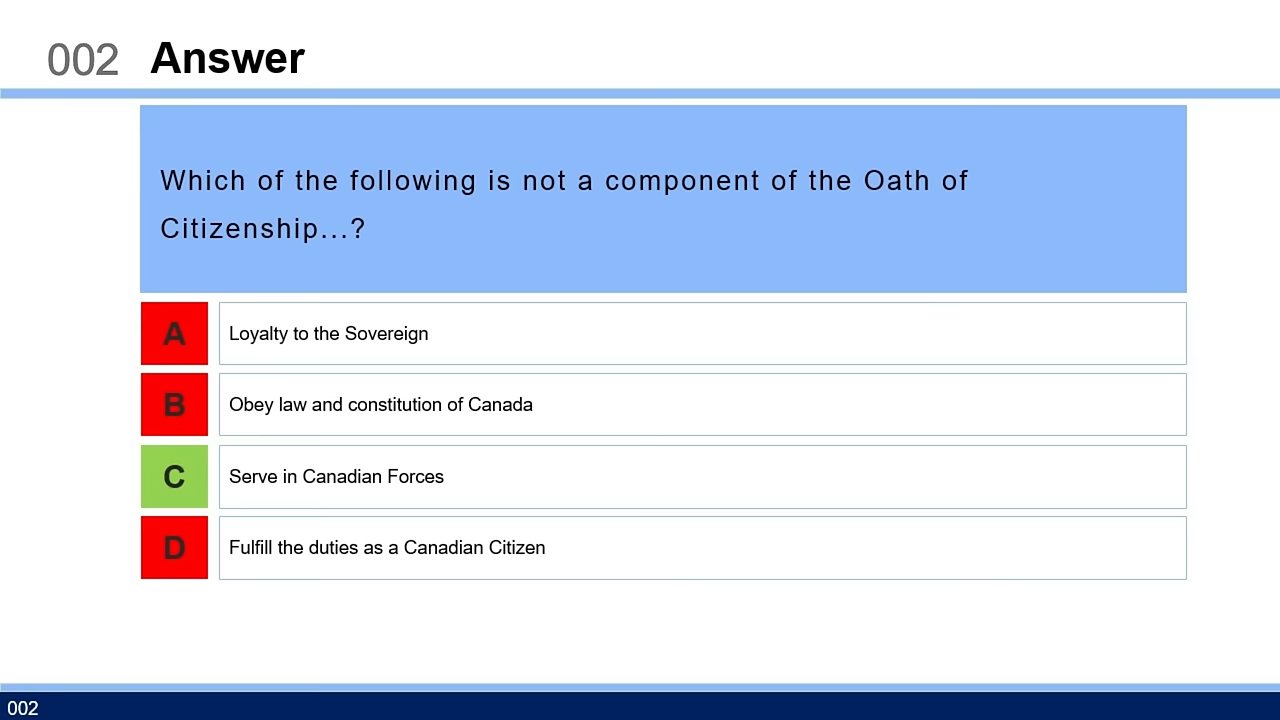 002 Answer
Which of the following is not a component of the Oath of
Citizenship...?
A Loyalty to the Sovereign
B Obey law and constitution of Canada
C Serve in Canadian Forces
D Fulfill the duties as a Canadian Citizen
002